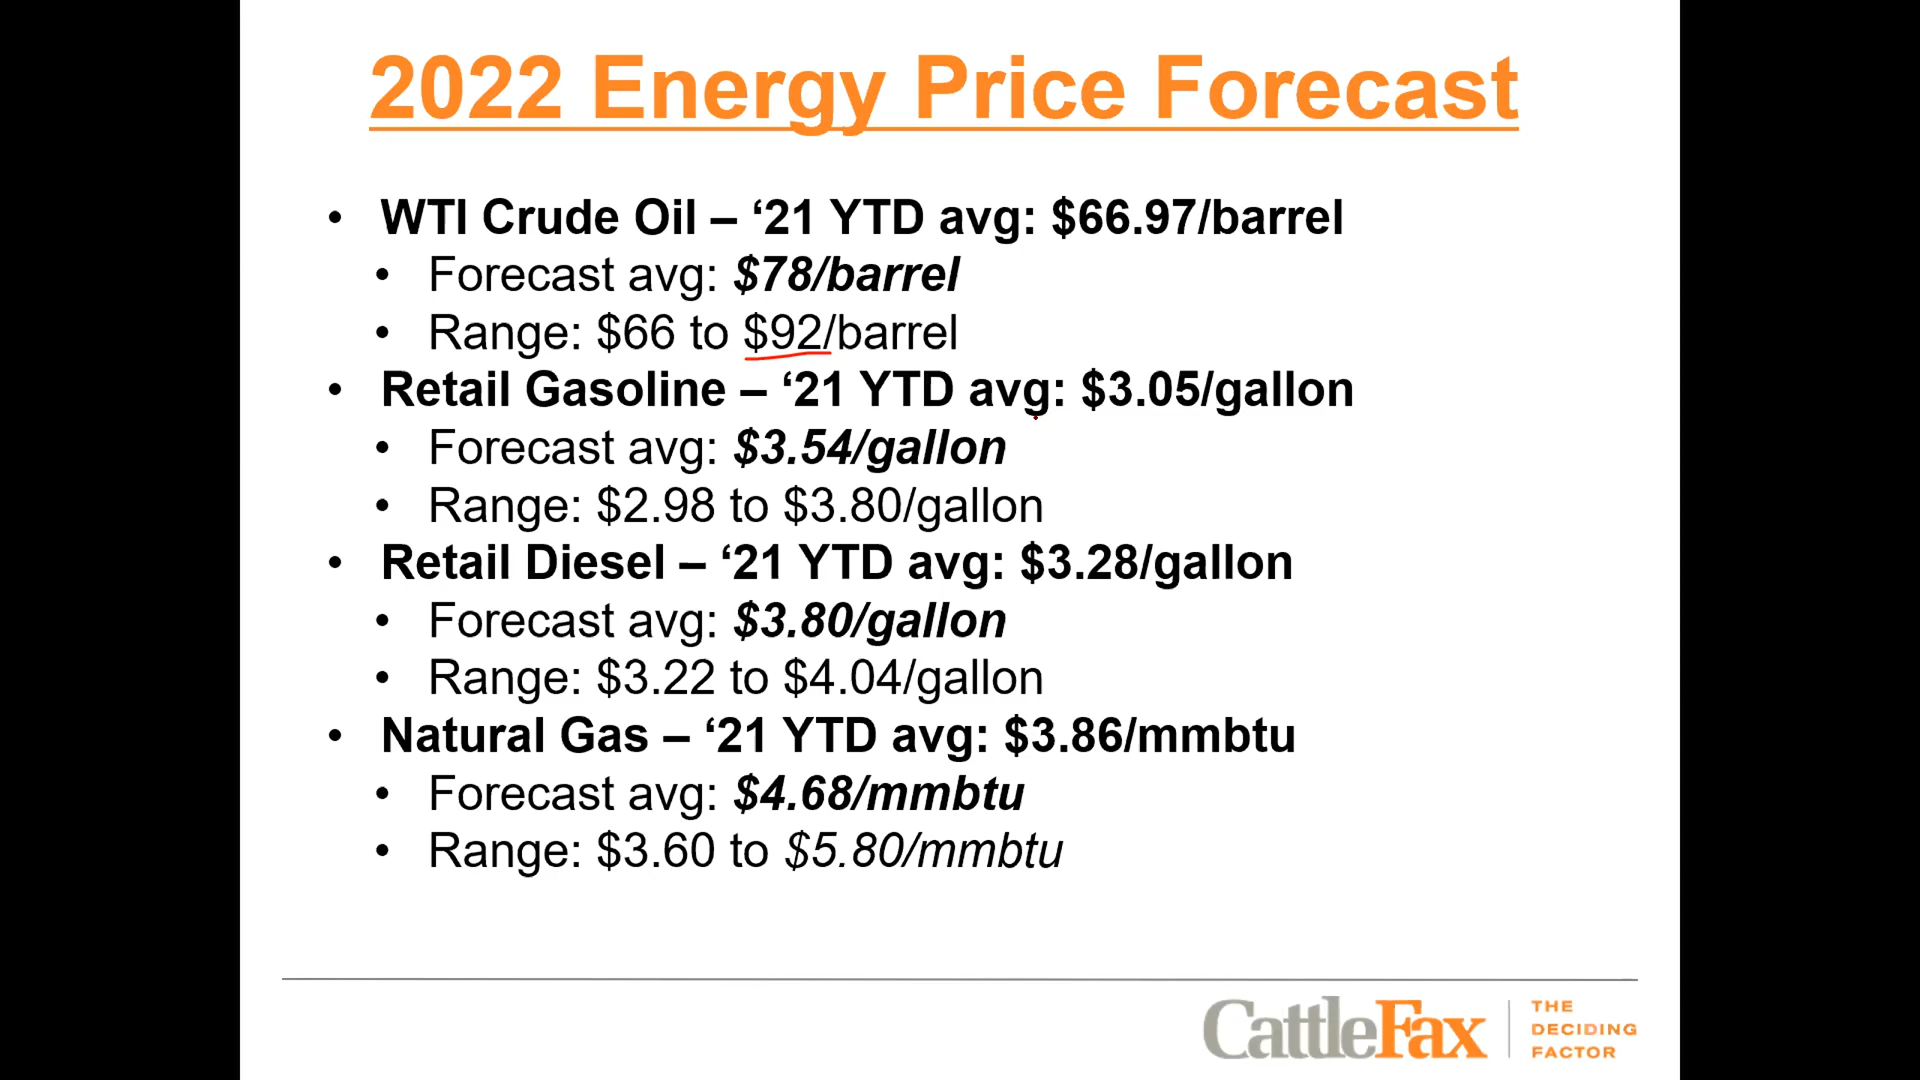 2022 Energy Price Forecast
• WTI Crude Oil – ‘21 YTD avg: $66.97/barrel
• Forecast avg: $78/barrel
• Range: $66 to $92/barrel
• Retail Gasoline – ‘21 YTD avg: $3.05/gallon
• Forecast avg: $3.54/gallon
• Range: $2.98 to $3.80/gallon
• Retail Diesel – ‘21 YTD avg: $3.28/gallon
• Forecast avg: $3.80/gallon
• Range: $3.22 to $4.04/gallon
• Natural Gas – ‘21 YTD avg: $3.86/mmbtu
• Forecast avg: $4.68/mmbtu
• Range: $3.60 to $5.80/mmbtu
CattleFax
THE
DECIDING
FACTOR